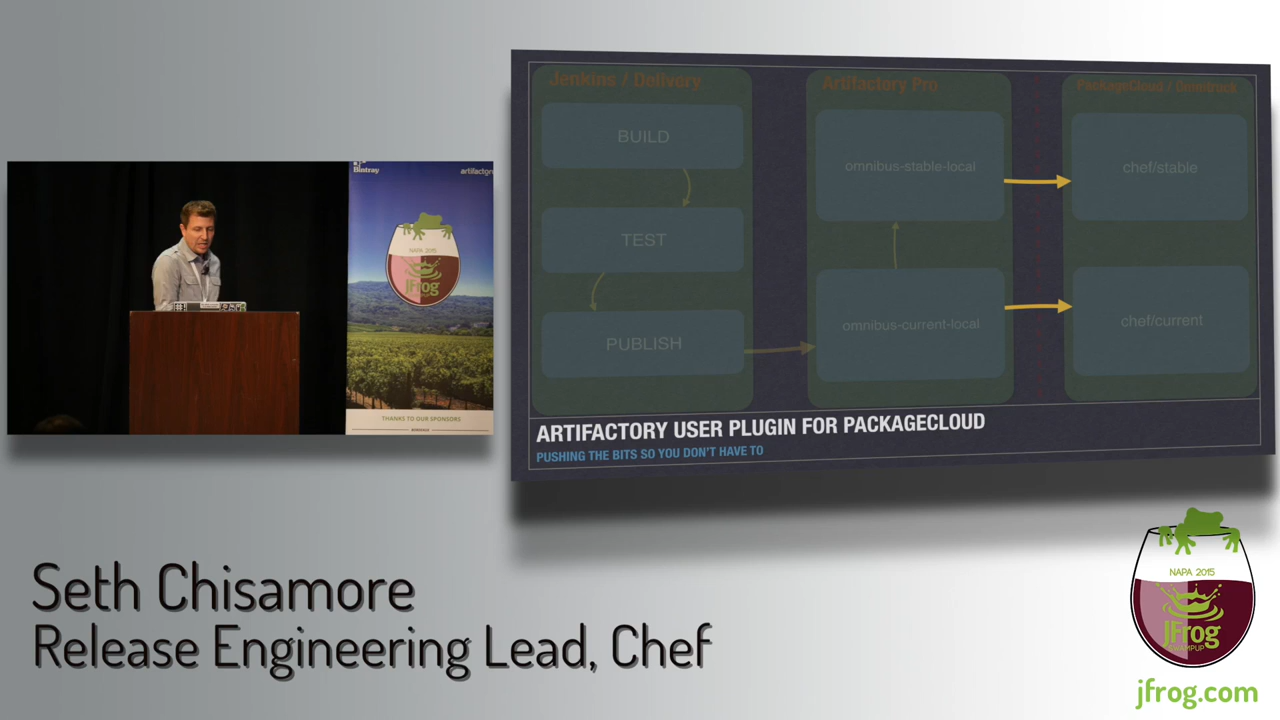 Bintray
artifactory
NAPA 2015
jFrog
THANKS TO OUR SPONSORS
Jenkins / Delivery
BUILD
TEST
PUBLISH
Artifactory Pro
omnibus-stable-local
omnibus-current-local
PackageCloud / Omnitruck
chef/stable
chef/current
ARTIFACTORY USER PLUGIN FOR PACKAGECLOUD
PUSHING THE BITS SO YOU DON'T HAVE TO
Seth Chisamore
Release Engineering Lead, Chef
NAPA 2015
JFrog
SWAMPUP
jfrog.com